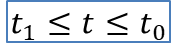 t₁ ≤ t ≤ t₀